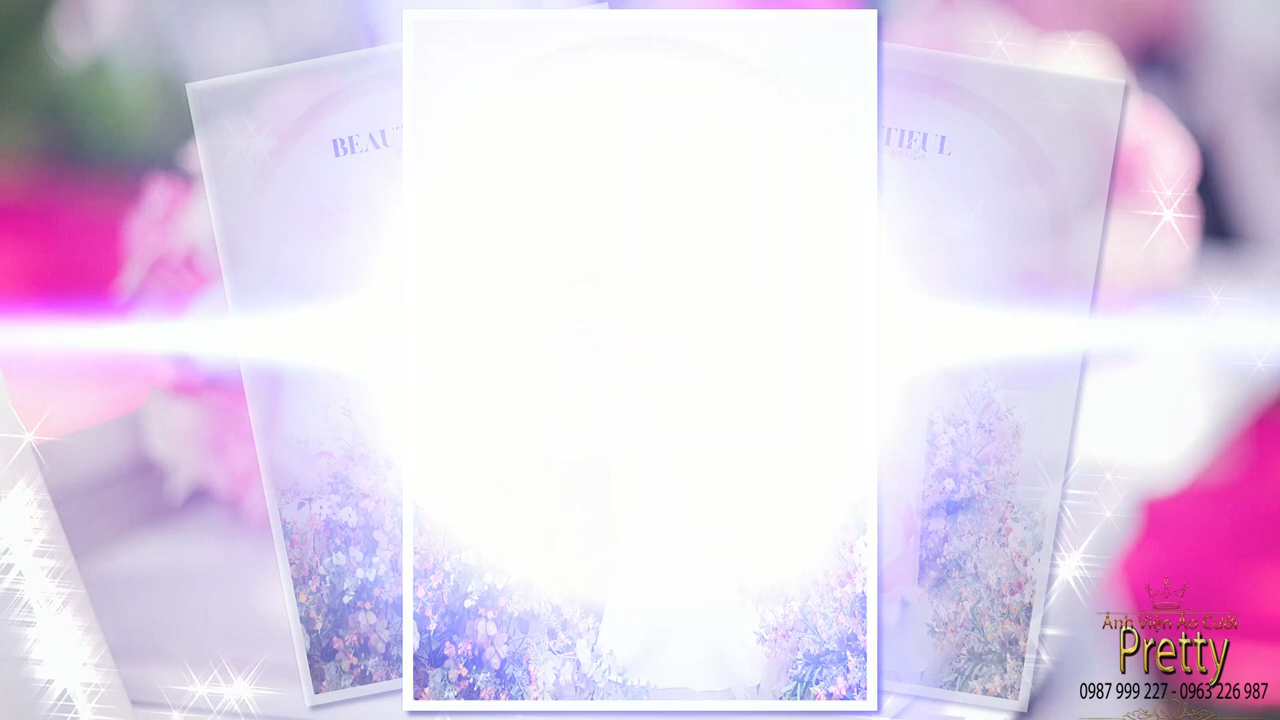 BEAU
TIFUL
Ảnh Viện Áo Cưới
Pretty
0987 999 227 - 0963 226 987